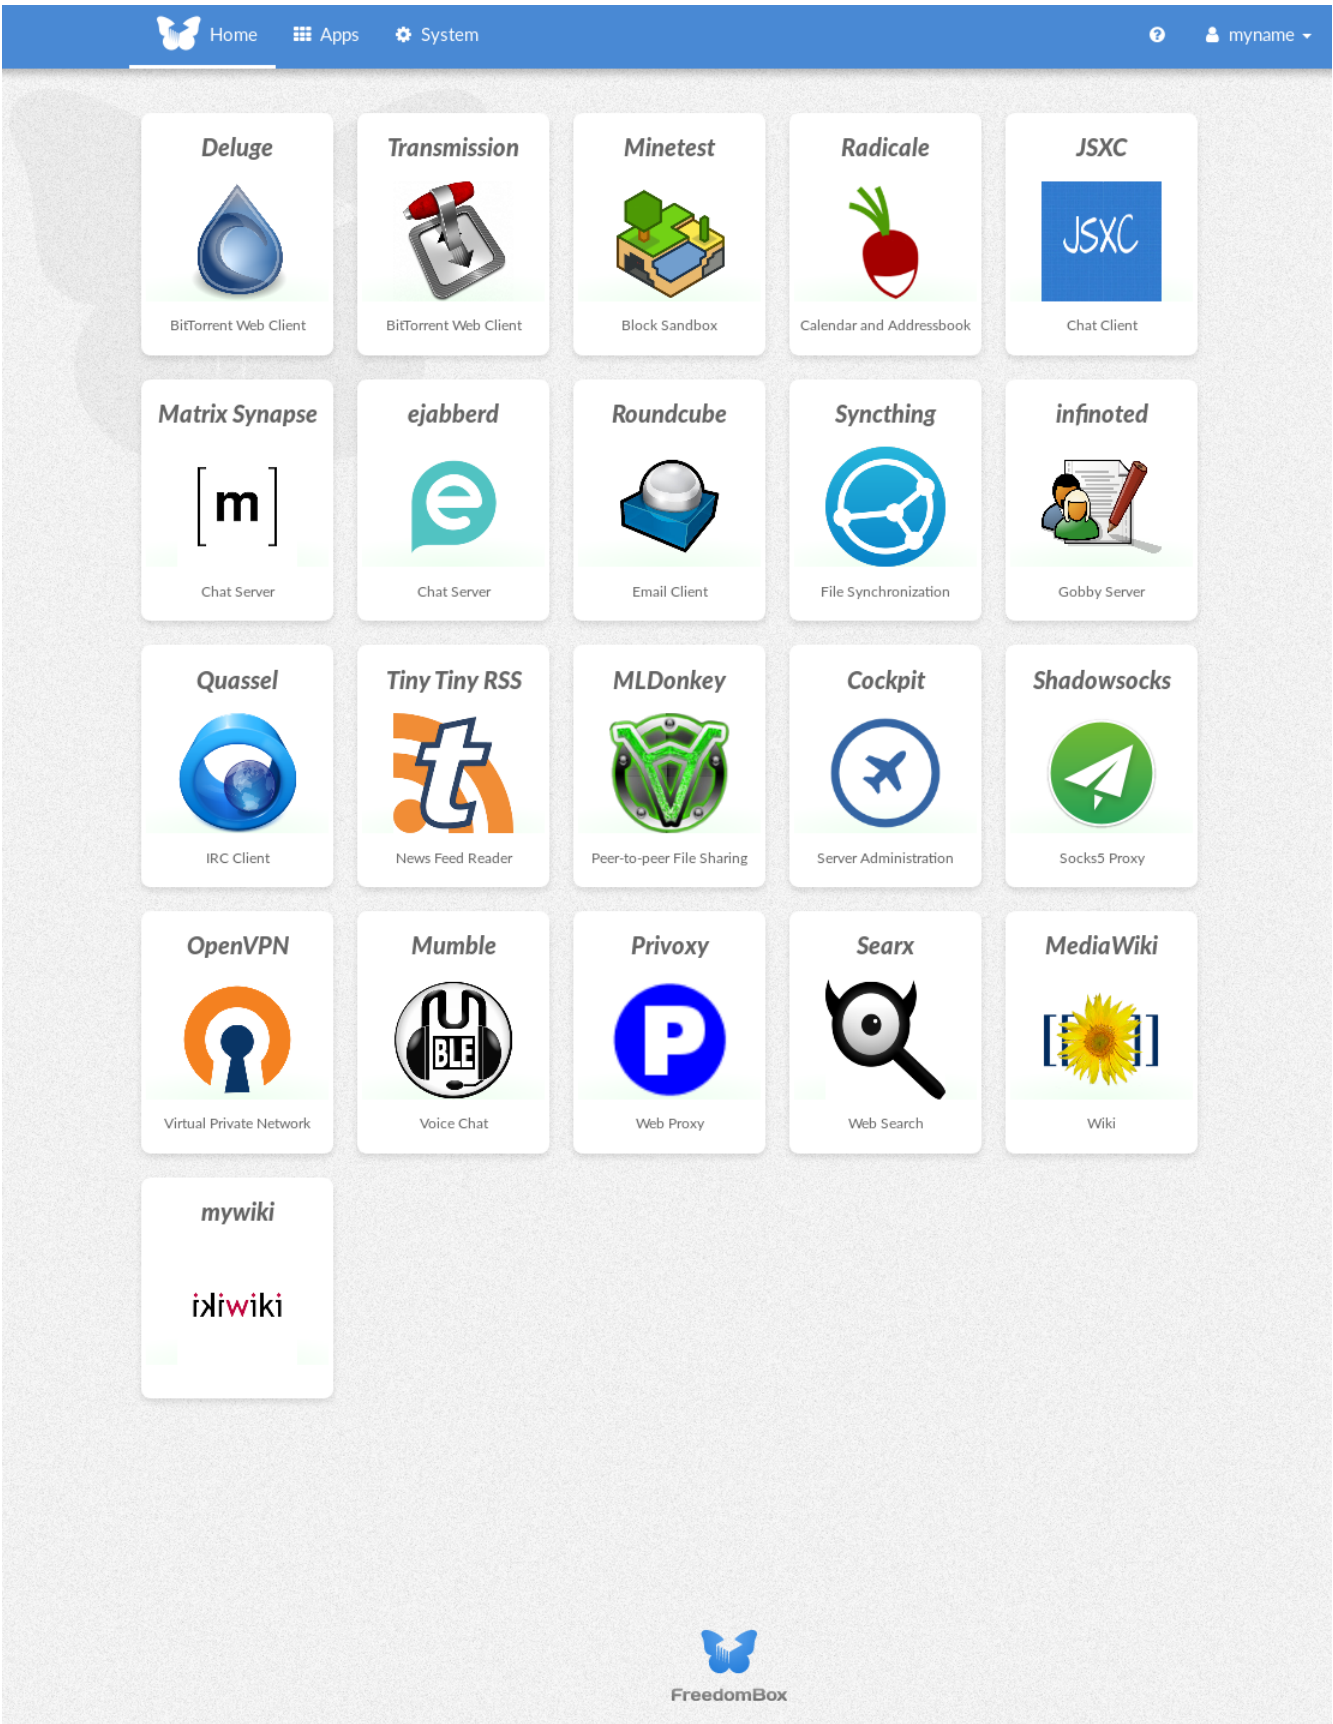 Home Apps System myname
Deluge Transmission Minetest Radicale JSXC
JSXC
BitTorrent Web Client BitTorrent Web Client Block Sandbox Calendar and Addressbook Chat Client
Matrix Synapse ejabberd Roundcube Syncthing infinoted
[m] e
Chat Server Chat Server Email Client File Synchronization Gobby Server
Quassel Tiny Tiny RSS MLDonkey Cockpit Shadowsocks
t
IRC Client News Feed Reader Peer-to-peer File Sharing Server Administration Socks5 Proxy
OpenVPN Mumble Privoxy Searx MediaWiki
BLE P [[ ]]
Virtual Private Network Voice Chat Web Proxy Web Search Wiki
mywiki
ikiwiki
FreedomBox